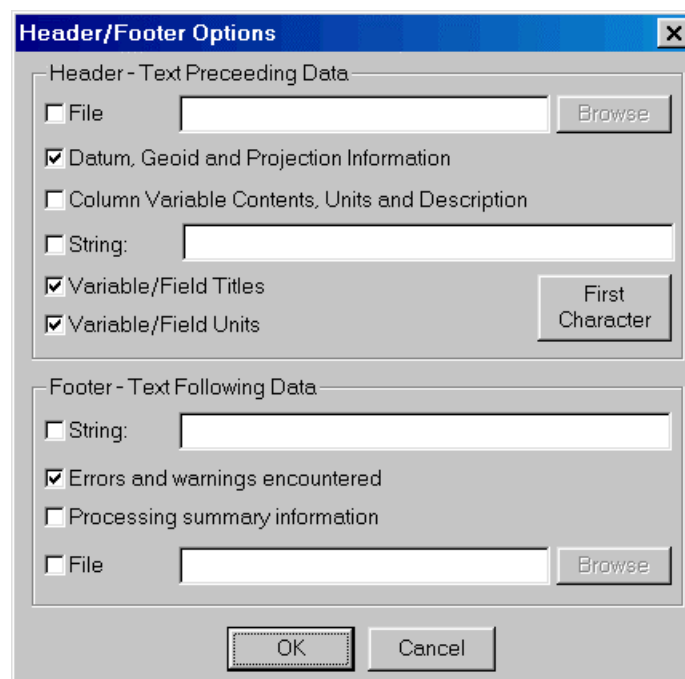 Header/Footer Options
Header - Text Preceeding Data
File
Browse
Datum, Geoid and Projection Information
Column Variable Contents, Units and Description
String:
Variable/Field Titles
Variable/Field Units
First
Character
Footer - Text Following Data
String:
Errors and warnings encountered
Processing summary information
File
Browse
OK
Cancel